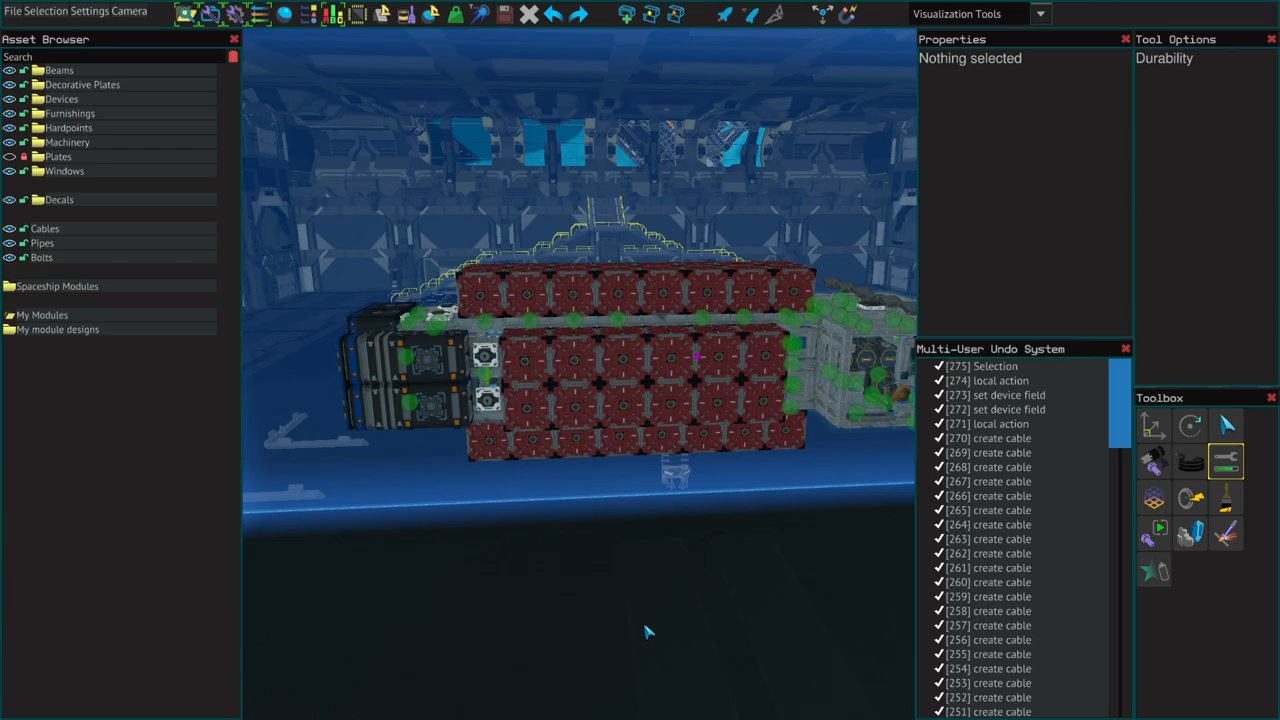 File Selection Settings Camera
Visualization Tools
Asset Browser
Search
Beams
Decorative Plates
Devices
Furnishings
Hardpoints
Machinery
Plates
Windows
Decals
Cables
Pipes
Bolts
Spaceship Modules
My Modules
My module designs
Properties
Nothing selected
Tool Options
Durability
Multi-User Undo System
[275] Selection
[274] local action
[273] set device field
[272] set device field
[271] local action
[270] create cable
[269] create cable
[268] create cable
[267] create cable
[266] create cable
[265] create cable
[264] create cable
[263] create cable
[262] create cable
[261] create cable
[260] create cable
[259] create cable
[258] create cable
[257] create cable
[256] create cable
[255] create cable
[254] create cable
[253] create cable
[252] create cable
[251] create cable
Toolbox